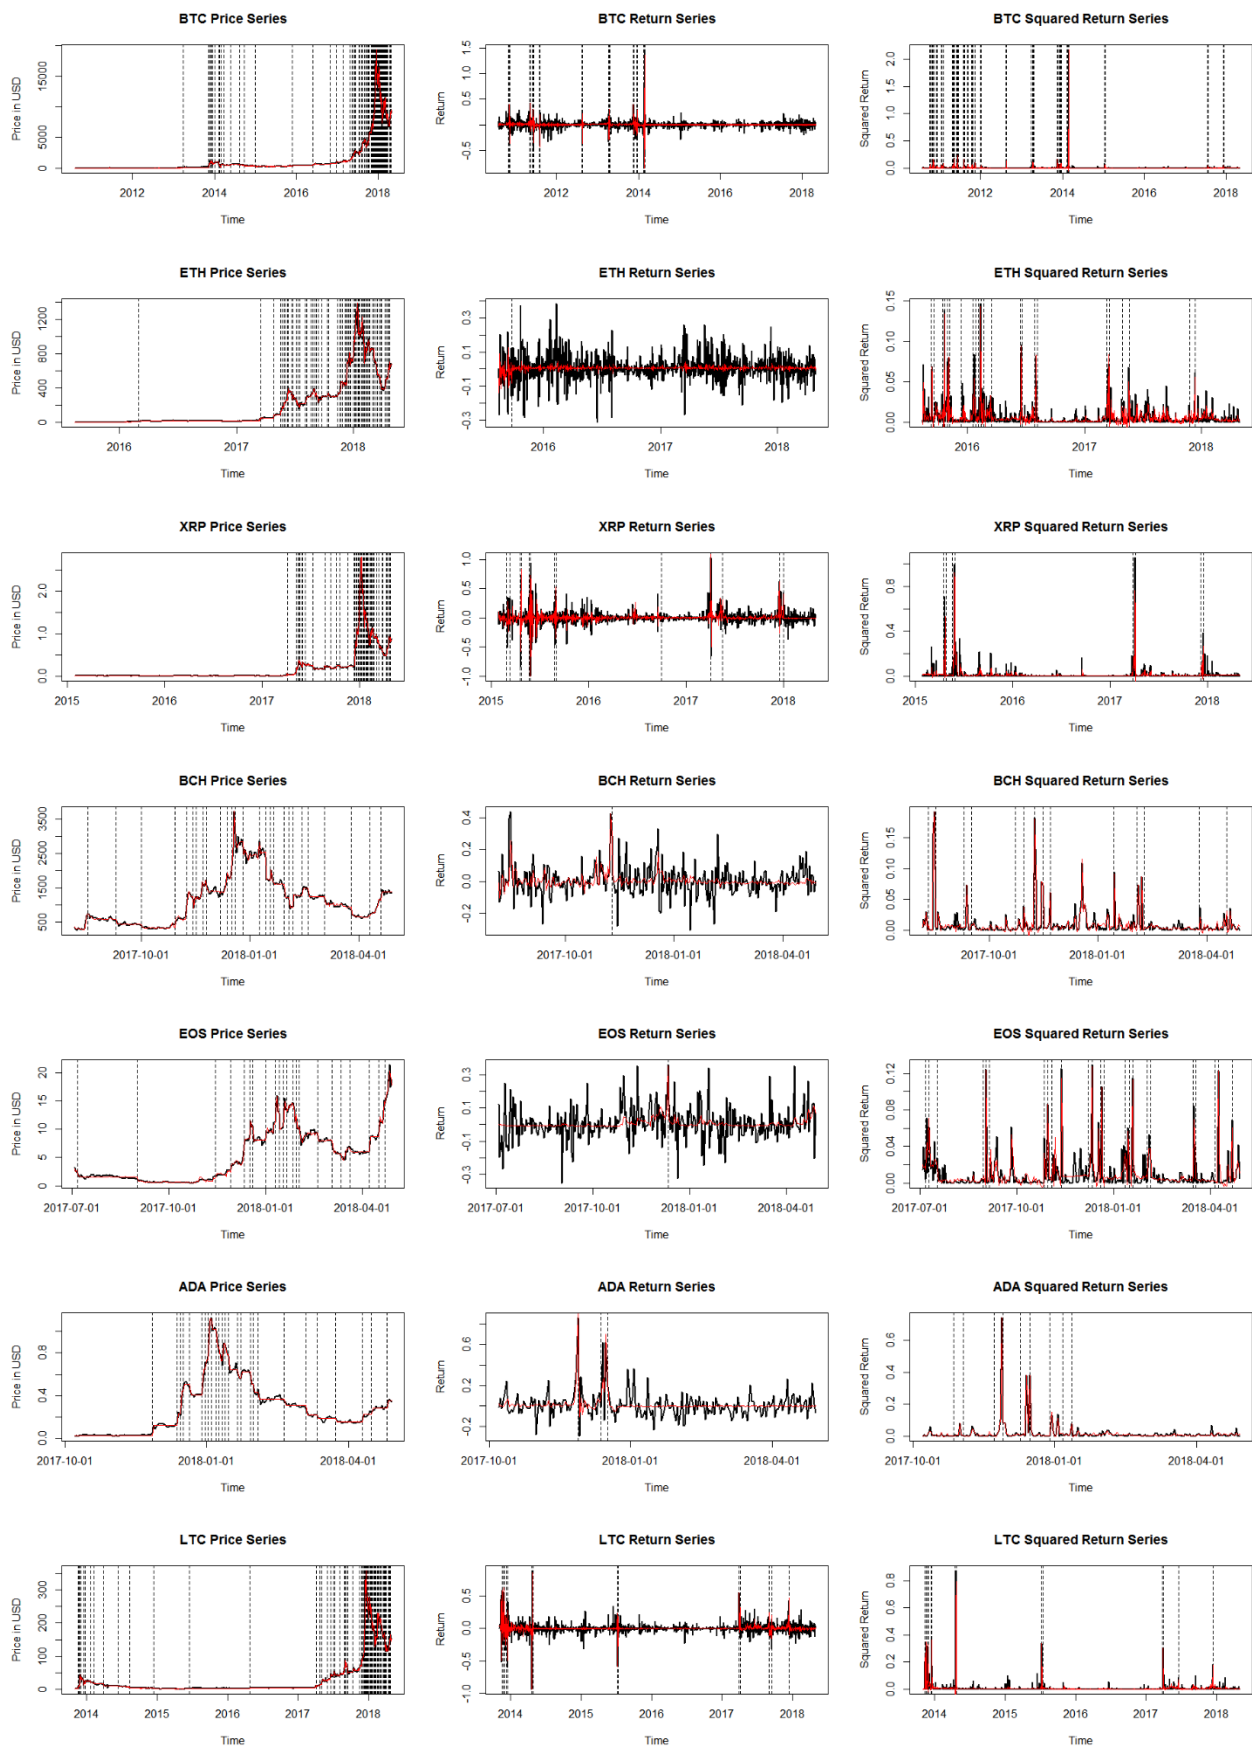 BTC Price Series
Price in USD
5000
15000
2012
2014
2016
2018
Time
BTC Return Series
Return
-0.5
0.5
1.5
2012
2014
2016
2018
Time
BTC Squared Return Series
Squared Return
0.0
0.5
1.0
1.5
2.0
2012
2014
2016
2018
Time
ETH Price Series
Price in USD
0
400
800
1200
2016
2017
2018
Time
ETH Return Series
Return
-0.3
-0.1
0.1
0.3
2016
2017
2018
Time
ETH Squared Return Series
Squared Return
0.00
0.05
0.10
0.15
2016
2017
2018
Time
XRP Price Series
Price in USD
0.0
1.0
2.0
2015
2016
2017
2018
Time
XRP Return Series
Return
-1.0
-0.5
0.0
0.5
1.0
2015
2016
2017
2018
Time
XRP Squared Return Series
Squared Return
0.0
0.4
0.8
2015
2016
2017
2018
Time
BCH Price Series
Price in USD
500
1500
2500
3500
2017-10-01
2018-01-01
2018-04-01
Time
BCH Return Series
Return
-0.2
0.0
0.2
0.4
2017-10-01
2018-01-01
2018-04-01
Time
BCH Squared Return Series
Squared Return
0.00
0.05
0.10
0.15
2017-10-01
2018-01-01
2018-04-01
Time
EOS Price Series
Price in USD
0
5
10
15
20
2017-07-01
2017-10-01
2018-01-01
2018-04-01
Time
EOS Return Series
Return
-0.3
-0.1
0.1
0.3
2017-07-01
2017-10-01
2018-01-01
2018-04-01
Time
EOS Squared Return Series
Squared Return
0.00
0.04
0.08
0.12
2017-07-01
2017-10-01
2018-01-01
2018-04-01
Time
ADA Price Series
Price in USD
0.0
0.4
0.8
2017-10-01
2018-01-01
2018-04-01
Time
ADA Return Series
Return
-0.2
0.2
0.6
2017-10-01
2018-01-01
2018-04-01
Time
ADA Squared Return Series
Squared Return
0.0
0.2
0.4
0.6
2017-10-01
2018-01-01
2018-04-01
Time
LTC Price Series
Price in USD
0
100
200
300
2014
2015
2016
2017
2018
Time
LTC Return Series
Return
-1.0
-0.5
0.0
0.5
2014
2015
2016
2017
2018
Time
LTC Squared Return Series
Squared Return
0.0
0.2
0.4
0.6
0.8
2014
2015
2016
2017
2018
Time